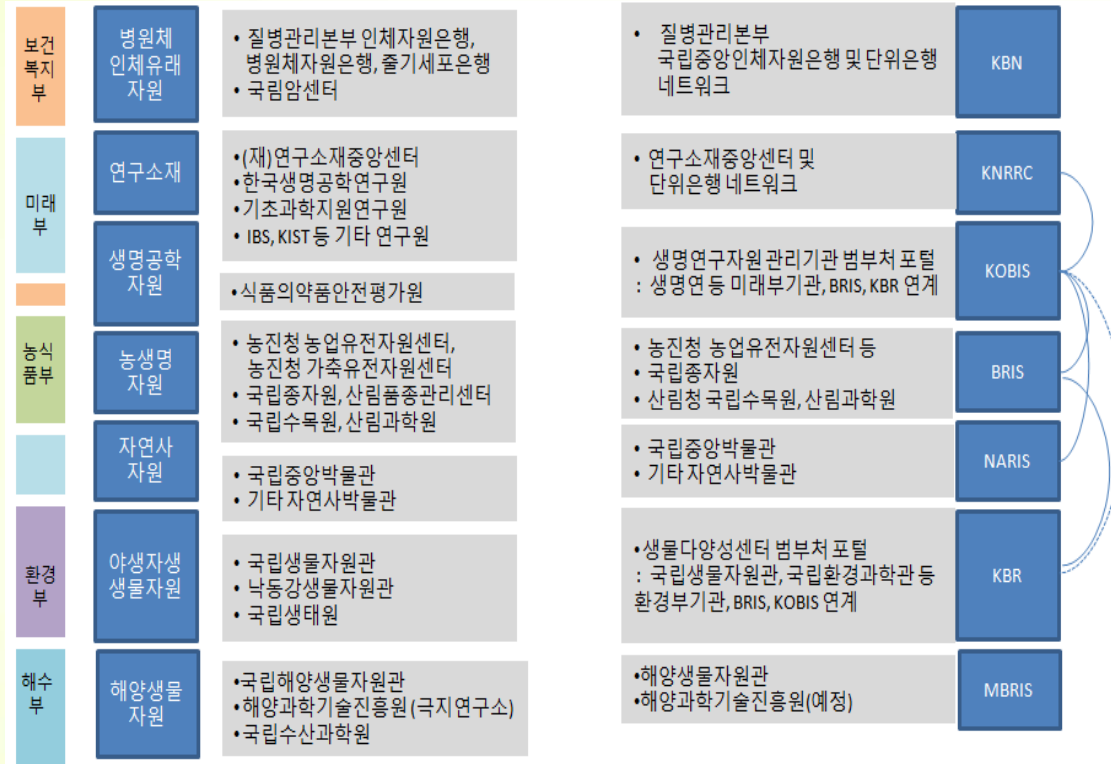 보건
복지
부
병원체
인체유래
자원
• 질병관리본부 인체자원은행,
병원체자원은행, 줄기세포은행
• 국림암센터
• 질병관리본부
국립중앙인체자원은행 및 단위은행
네트워크
KBN
미래
부
연구소재
•(재)연구소재중앙센터
•한국생명공학연구원
•기초과학지원연구원
• IBS, KIST 등 기타 연구원
• 연구소재중앙센터 및
단위은행 네트워크
KNRRC
생명공학
자원
•식품의약품안전평가원
• 생명연구자원 관리기관 범부처 포털
: 생명연 등 미래부기관, BRIS, KBR 연계
KOBIS
농식
품부
농생명
자원
• 농진청 농업유전자원센터,
농진청 가축유전자원센터
• 국립종자원, 산림품종관리센터
• 국립수목원, 산림과학원
• 농진청 농업유전자원센터 등
• 국립종자원
• 산림청 국립수목원, 산림과학원
BRIS
자연사
자원
• 국립중앙박물관
• 기타 자연사박물관
• 국립중앙박물관
• 기타 자연사박물관
NARIS
환경
부
야생자생
생물자원
• 국립생물자원관
• 낙동강생물자원관
• 국립생태원
•생물다양성센터 범부처 포털
: 국립생물자원관, 국립환경과학관 등
환경부기관, BRIS, KOBIS 연계
KBR
해수
부
해양생물
자원
•국립해양생물자원관
•해양과학기술진흥원 (극지연구소)
•국립수산과학원
•해양생물자원관
•해양과학기술진흥원(예정)
MBRIS